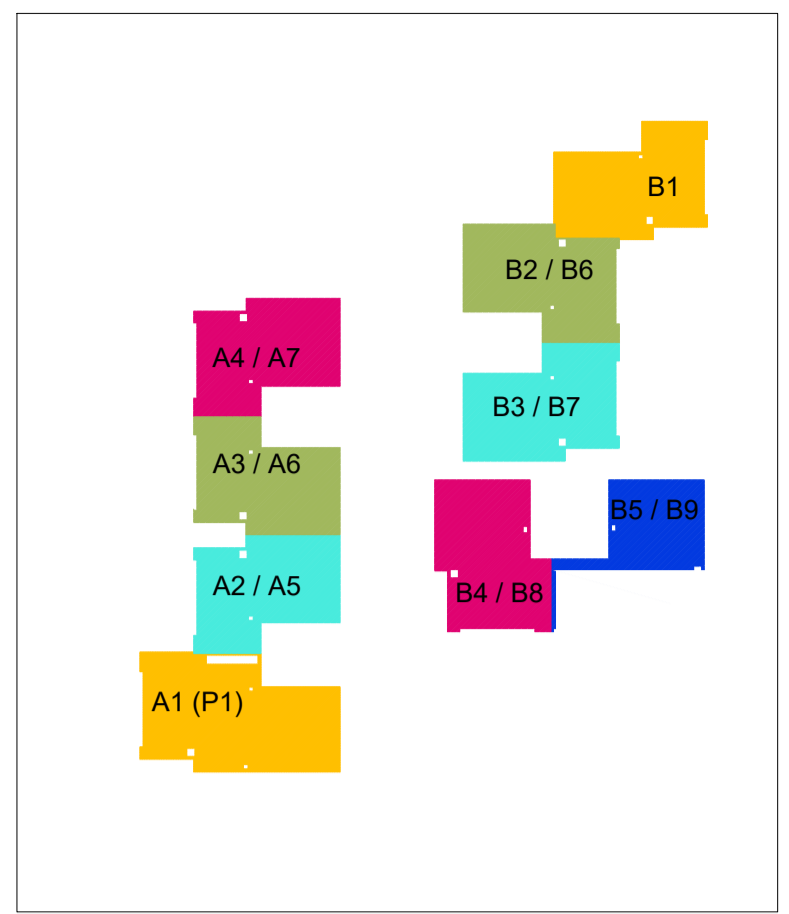 B1
B2 / B6
A4 / A7
B3 / B7
A3 / A6
B5 / B9
A2 / A5
B4 / B8
A1 (P1)